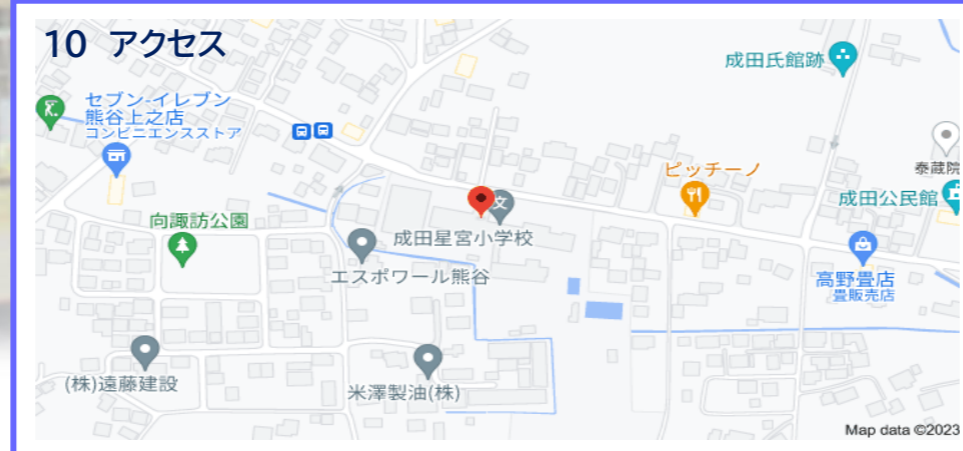 10 アクセス
成田氏館跡
セブン-イレブン
熊谷上之店
コンビニエンスストア
泰蔵院
ピッチーノ
成田公民館
向諏訪公園
文
成田星宮小学校
エスポワール熊谷
高野畳店
畳販売店
(株)遠藤建設
米澤製油(株)
Map data ©2023